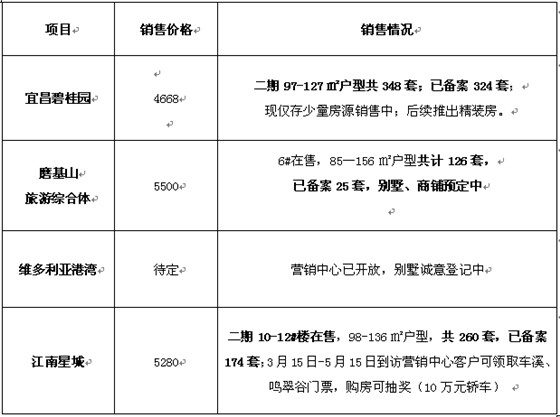 项目 销售价格 销售情况
宜昌碧桂园 4668 二期 97-127 ㎡户型共 348 套；已备案 324 套；
现仅存少量房源销售中；后续推出精装房。
磨基山
旅游综合体 5500 6#在售，85—156 ㎡户型共计 126 套，
已备案 25 套，别墅、商铺预定中
维多利亚港湾 待定 营销中心已开放，别墅诚意登记中
江南星城 5280 二期 10-12#楼在售，98-136 ㎡户型，共 260 套，已备案
174 套；3 月 15日-5 月 15日到访营销中心客户可领取车溪、
鸣翠谷门票，购房可抽奖（10 万元轿车）